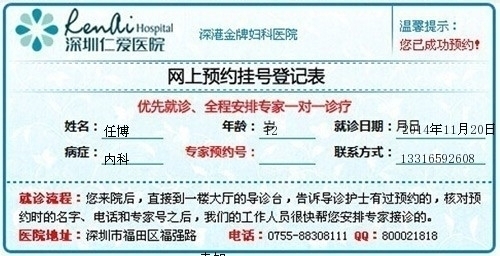 RenAi Hospital
深圳仁爱医院
深港金牌妇科医院
温馨提示:
您已成功预约!
网上预约挂号登记表
优先就诊、全程安排专家一对一诊疗
姓名: 任博 年龄: 12岁 就诊日期: 2014年11月20日 月日
病症: 内科 专家预约号: 联系方式: 13316592608
就诊流程: 您来院后,直接到一楼大厅的导诊台,告诉导诊护士有过预约的,核对预
约时的名字、电话和专家号之后,我们的工作人员很快帮您安排专家接诊的。
医院地址: 深圳市福田区福强路 电话: 0755-88308111 QQ: 800021818